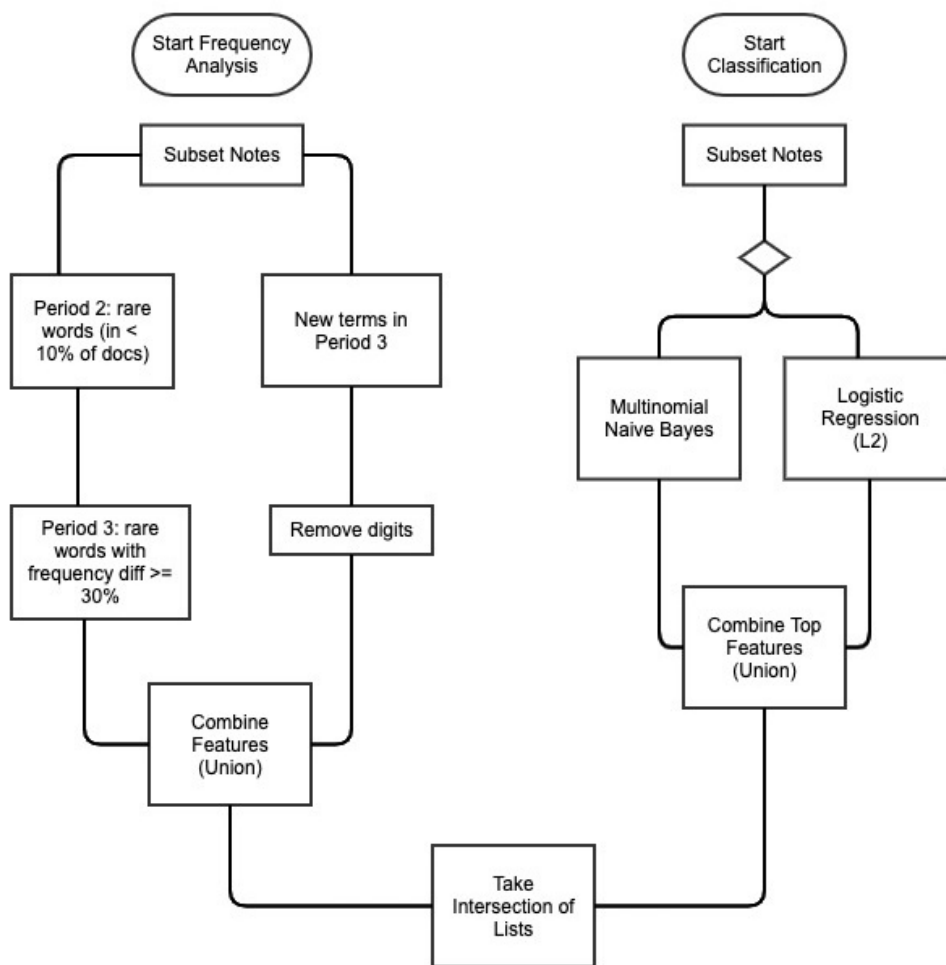 Start Frequency
Analysis
Start
Classification
Subset Notes
Subset Notes
Period 2: rare
words (in <
10% of docs)
New terms in
Period 3
Multinomial
Naive Bayes
Logistic
Regression
(L2)
Period 3: rare
words with
frequency diff >=
30%
Remove digits
Combine Top
Features
(Union)
Combine
Features
(Union)
Take
Intersection of
Lists